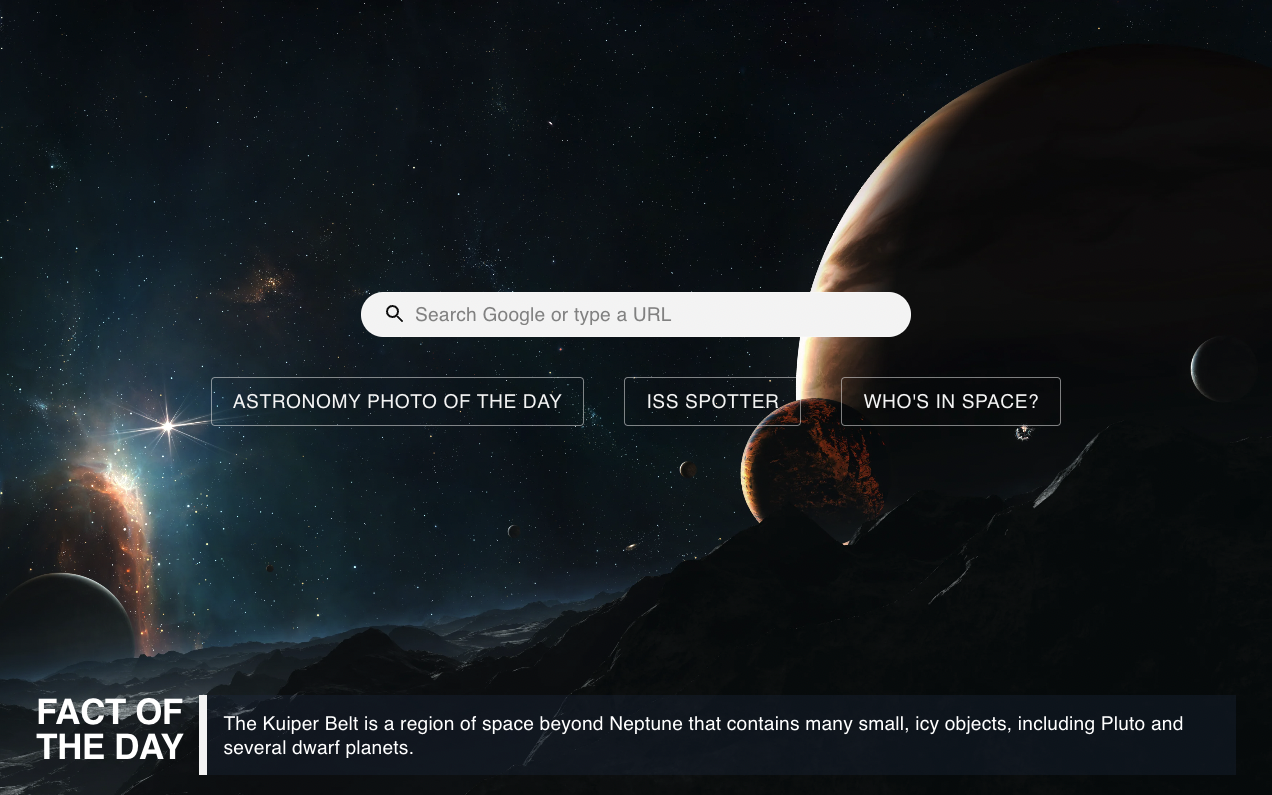 Search Google or type a URL
ASTRONOMY PHOTO OF THE DAY
ISS SPOTTER
WHO'S IN SPACE?
FACT OF
THE DAY
The Kuiper Belt is a region of space beyond Neptune that contains many small, icy objects, including Pluto and
several dwarf planets.